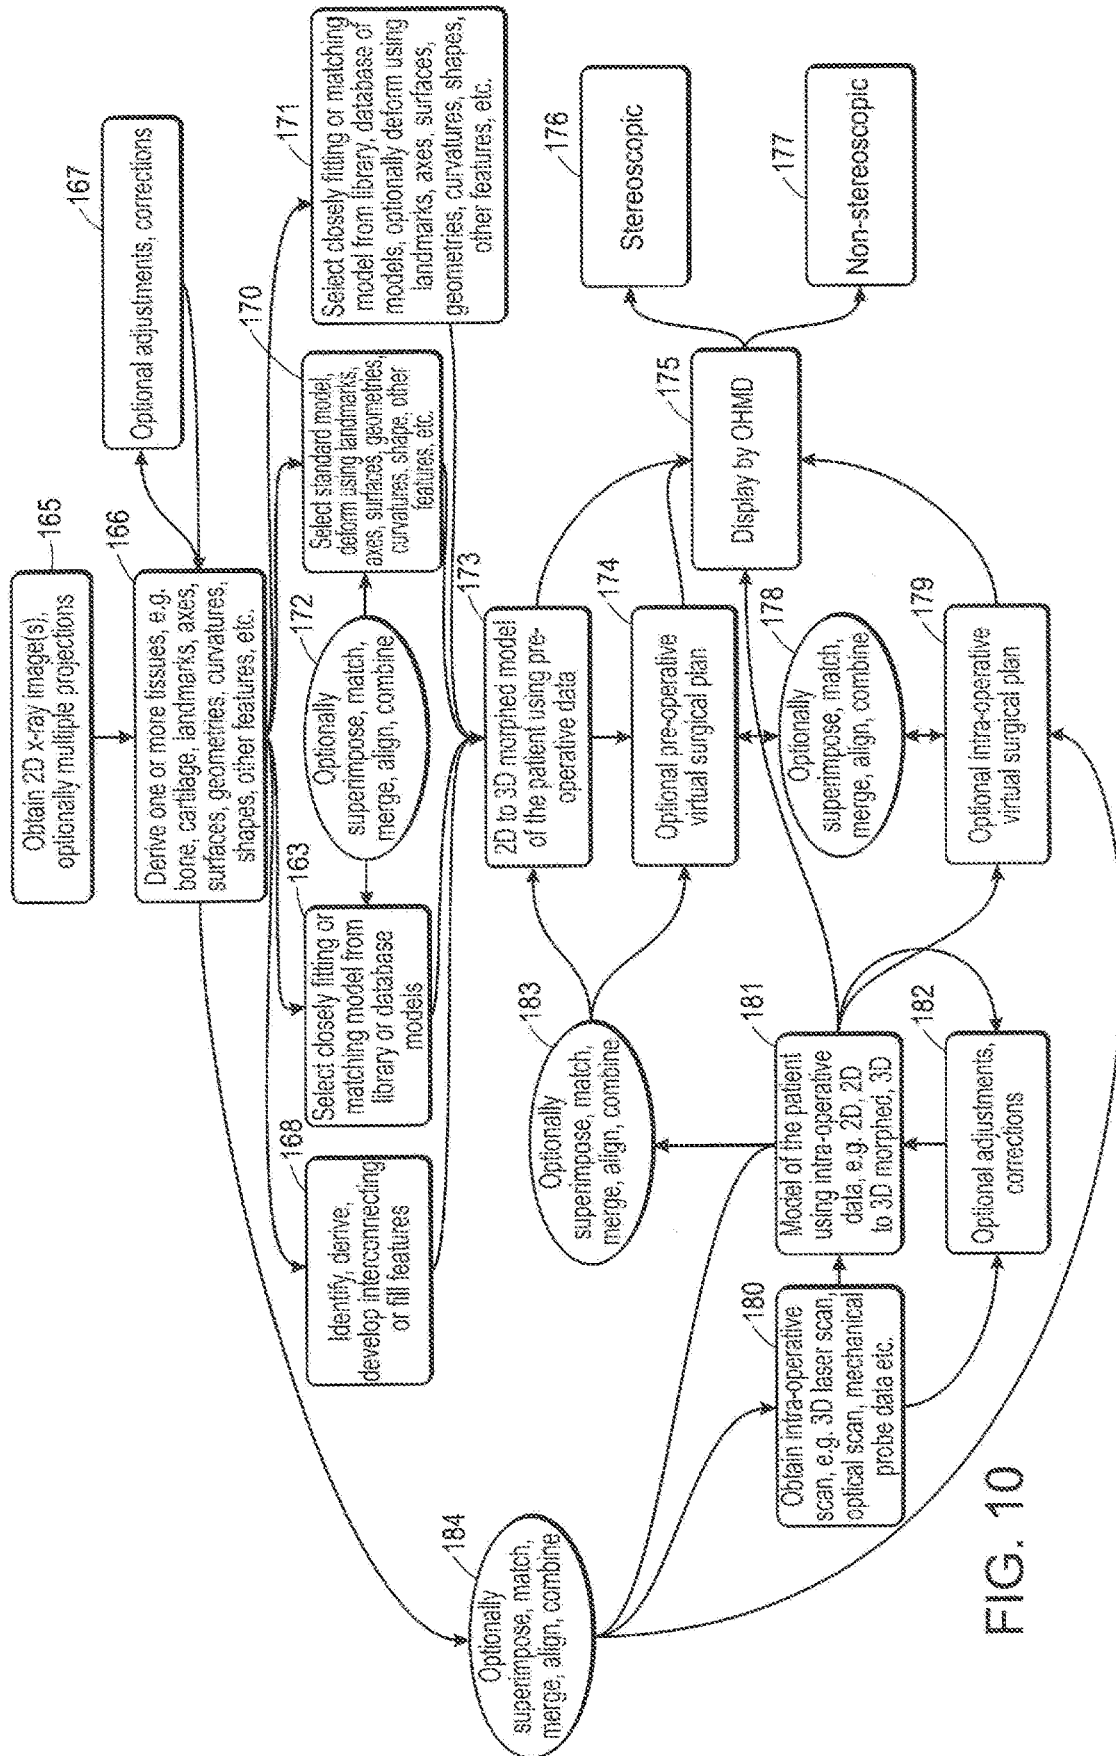 165
Obtain 2D x-ray image(s),
optionally multiple projections
166
Derive one or more tissues, e.g.
bone, cartilage, landmarks, axes,
surfaces, geometries, curvatures,
shapes, other features, etc.
167
Optional adjustments, corrections
168
Identify, derive,
develop interconnecting
or fill features
163
Select closely fitting or
matching model from
library or database
models
172
Optionally
superimpose, match,
merge, align, combine
170
Select standard model,
deform using landmarks,
axes, surfaces, geometries,
curvatures, shape, other
features, etc.
171
Select closely fitting or matching
model from library, database of
models, optionally deform using
landmarks, axes, surfaces,
geometries, curvatures, shapes,
other features, etc.
184
Optionally
superimpose, match,
merge, align, combine
183
Optionally
superimpose, match,
merge, align, combine
173
2D to 3D morphed model
of the patient using pre-
operative data
174
Optional pre-operative
virtual surgical plan
175
Display by OHMD
176
Stereoscopic
177
Non-stereoscopic
178
Optionally
superimpose, match,
merge, align, combine
179
Optional intra-operative
virtual surgical plan
180
Obtain intra-operative
scan, e.g. 3D laser scan,
optical scan, mechanical
probe data etc.
181
Model of the patient
using intra-operative
data, e.g. 2D, 2D
to 3D morphed, 3D
182
Optional adjustments,
corrections
FIG. 10